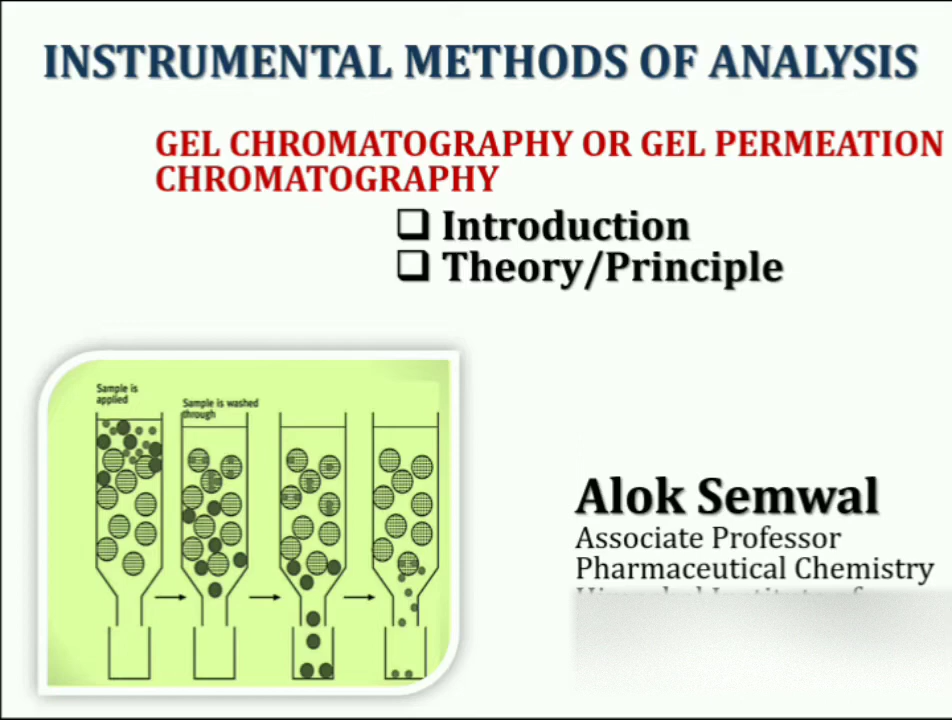 INSTRUMENTAL METHODS OF ANALYSIS
GEL CHROMATOGRAPHY OR GEL PERMEATION
CHROMATOGRAPHY
❑ Introduction
❑ Theory/Principle
Sample is
applied
Sample is washed
through
Alok Semwal
Associate Professor
Pharmaceutical Chemistry